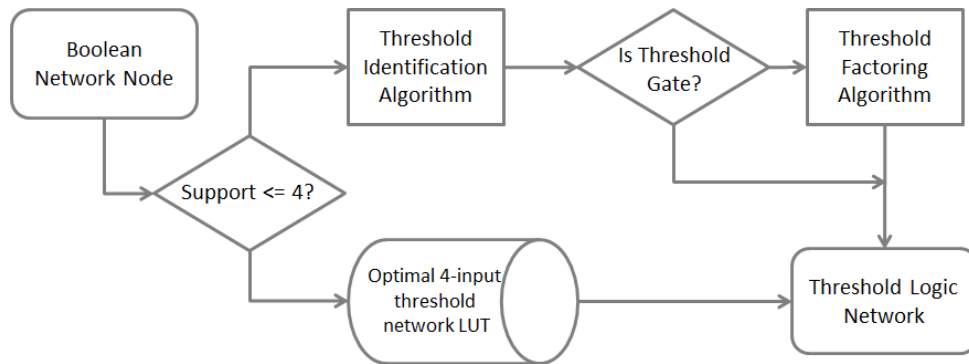 Boolean
Network Node
Threshold
Identification
Algorithm
Is Threshold
Gate?
Threshold
Factoring
Algorithm
Support <= 4?
Optimal 4-input
threshold
network LUT
Threshold Logic
Network